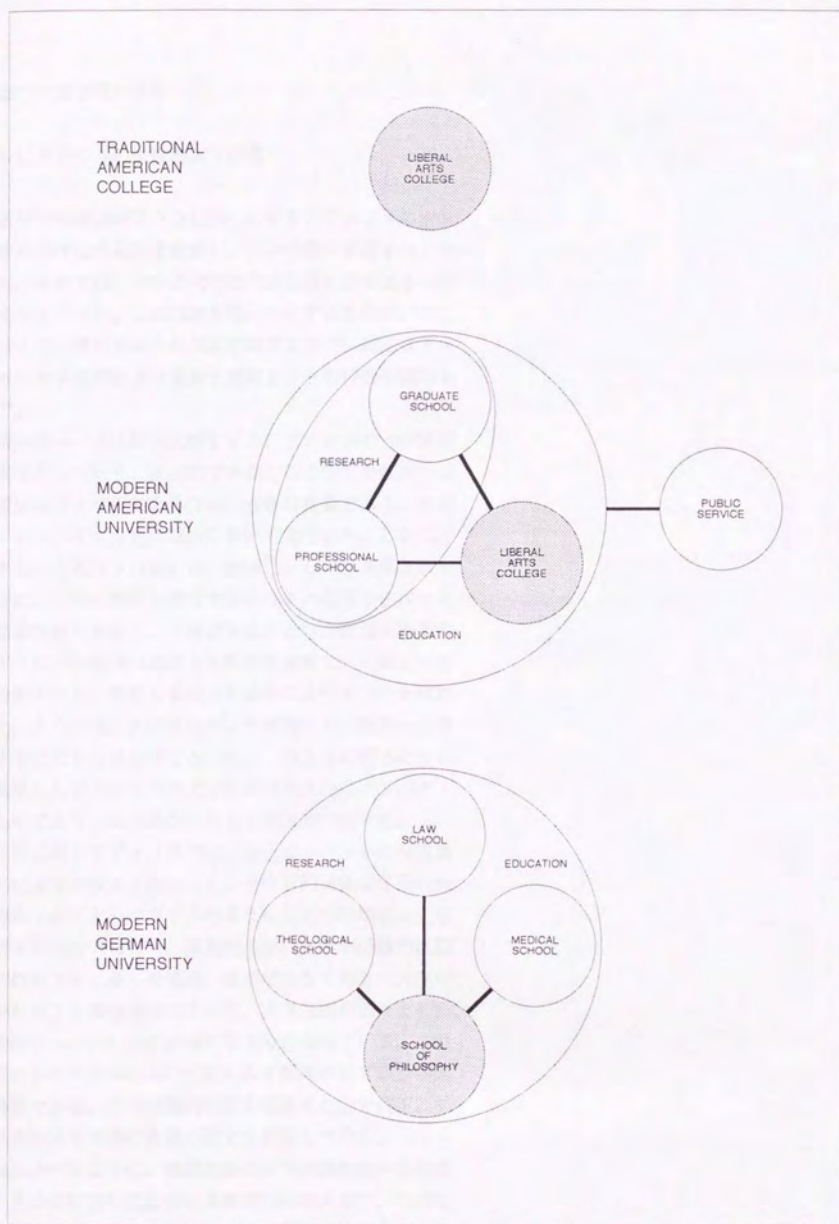 TRADITIONAL
AMERICAN
COLLEGE
LIBERAL
ARTS
COLLEGE
MODERN
AMERICAN
UNIVERSITY
GRADUATE
SCHOOL
RESEARCH
PROFESSIONAL
SCHOOL
LIBERAL
ARTS
COLLEGE
EDUCATION
PUBLIC
SERVICE
MODERN
GERMAN
UNIVERSITY
LAW
SCHOOL
RESEARCH
EDUCATION
THEOLOGICAL
SCHOOL
MEDICAL
SCHOOL
SCHOOL
OF
PHILOSOPHY